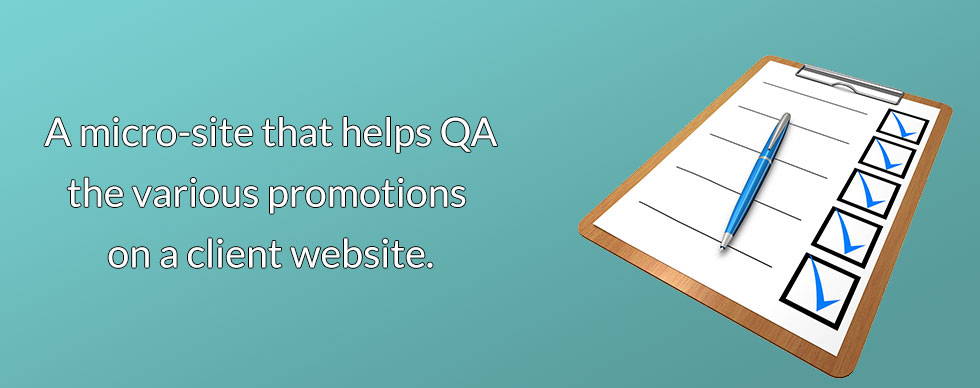 A micro-site that helps QA
the various promotions
on a client website.